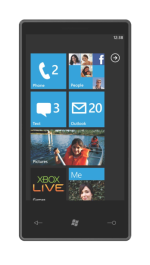 12:38
2
f
Phone
People
3
20
Text
Outlook
Pictures
XBOX
LIVE
Me
Games